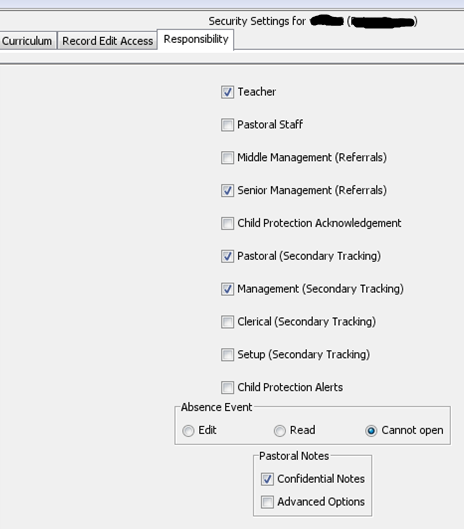 Security Settings for ( )
Curriculum Record Edit Access Responsibility
Teacher
Pastoral Staff
Middle Management (Referrals)
Senior Management (Referrals)
Child Protection Acknowledgement
Pastoral (Secondary Tracking)
Management (Secondary Tracking)
Clerical (Secondary Tracking)
Setup (Secondary Tracking)
Child Protection Alerts
Absence Event
Edit Read Cannot open
Pastoral Notes
Confidential Notes
Advanced Options